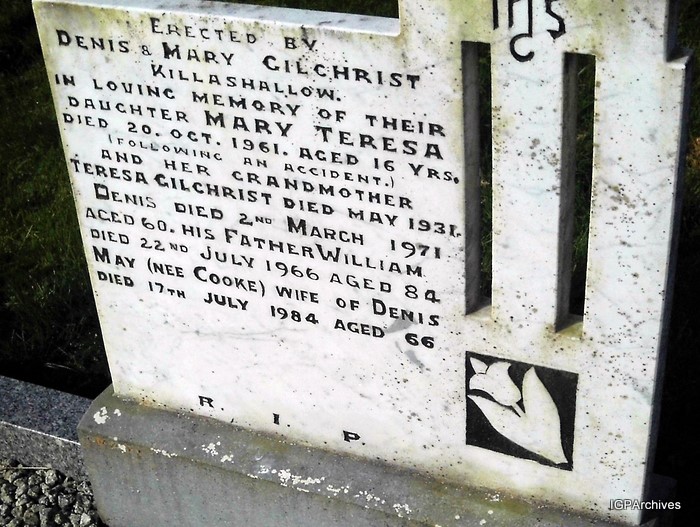 IHS
ERECTED BY
DENIS & MARY GILCHRIST
KILLASHALLOW.
IN LOVING MEMORY OF THEIR
DAUGHTER MARY TERESA
DIED 20. OCT. 1961. AGED 16 YRS.
(FOLLOWING AN ACCIDENT.)
AND HER GRANDMOTHER
TERESA GILCHRIST DIED MAY 1931.
DENIS DIED 2ND MARCH 1971
AGED 60. HIS FATHER WILLIAM
DIED 22ND JULY 1966 AGED 84
MAY (NEE COOKE) WIFE OF DENIS
DIED 17TH JULY 1984 AGED 66
R. I. P
IGPArchives